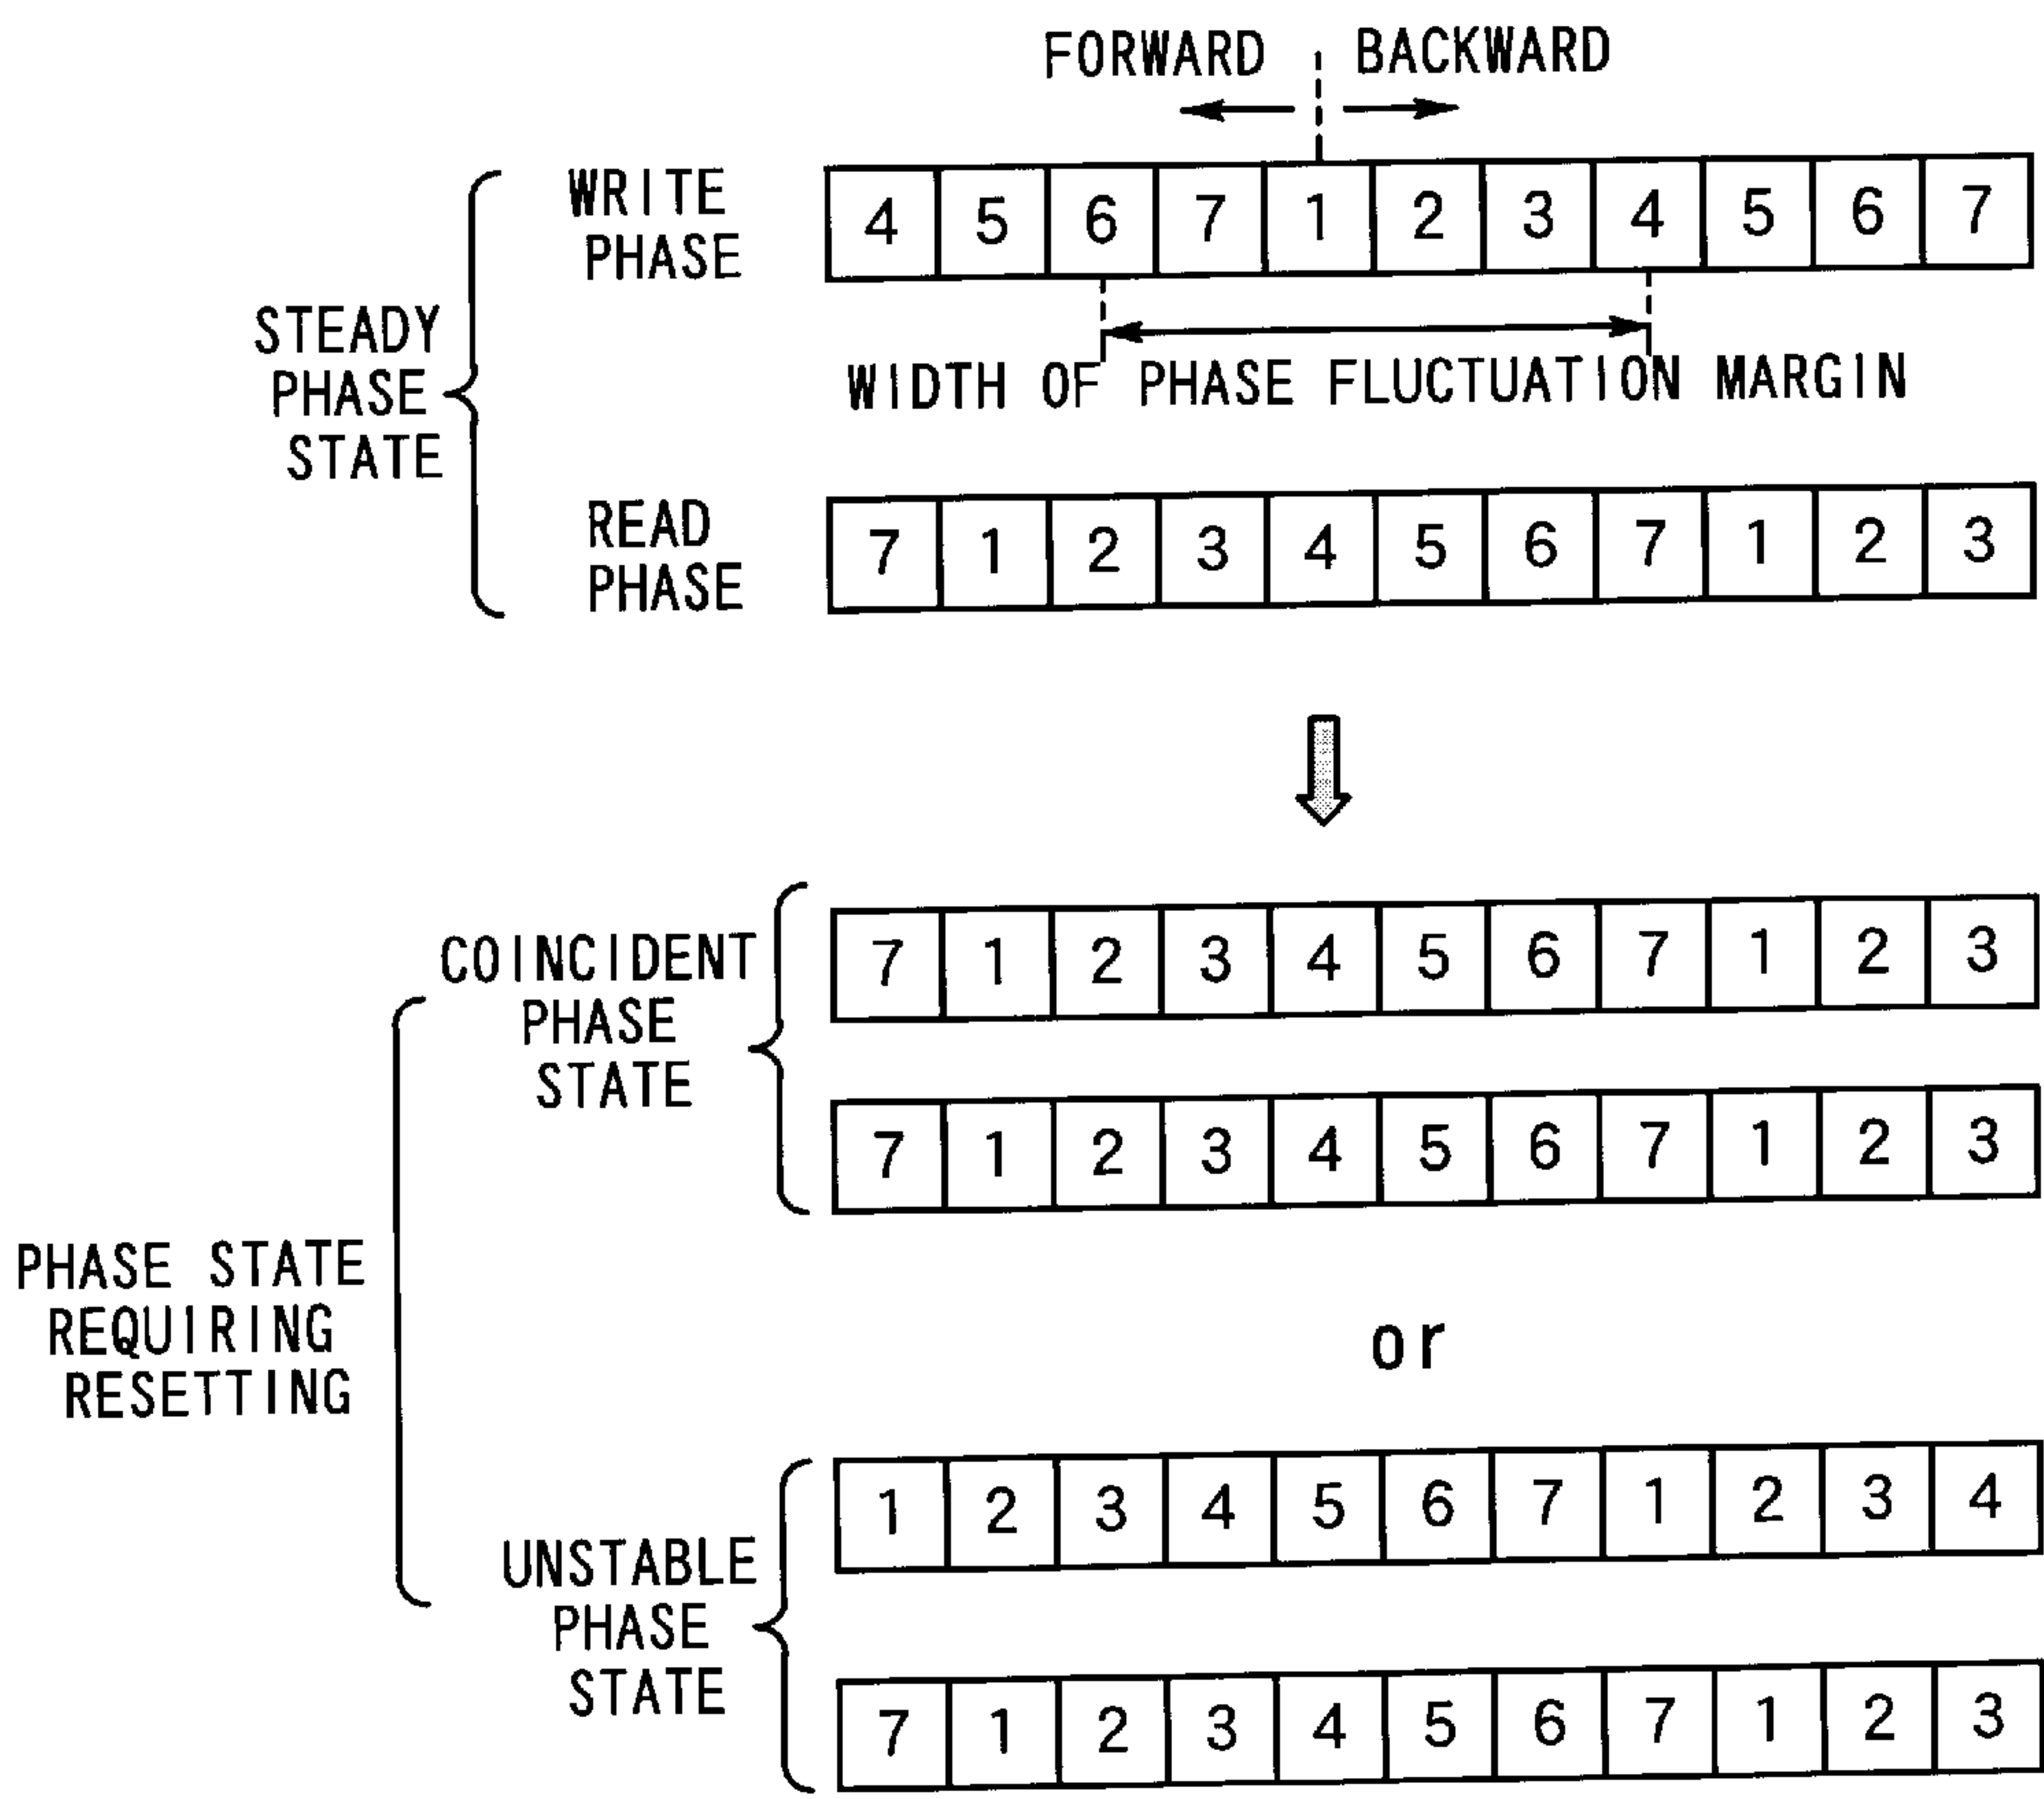 FORWARD BACKWARD
WRITE
PHASE
4 5 6 7 1 2 3 4 5 6 7
STEADY
PHASE
STATE
WIDTH OF PHASE FLUCTUATION MARGIN
READ
PHASE
7 1 2 3 4 5 6 7 1 2 3
COINCIDENT
PHASE
STATE
7 1 2 3 4 5 6 7 1 2 3
7 1 2 3 4 5 6 7 1 2 3
PHASE STATE
REQUIRING
RESETTING
or
UNSTABLE
PHASE
STATE
1 2 3 4 5 6 7 1 2 3 4
7 1 2 3 4 5 6 7 1 2 3